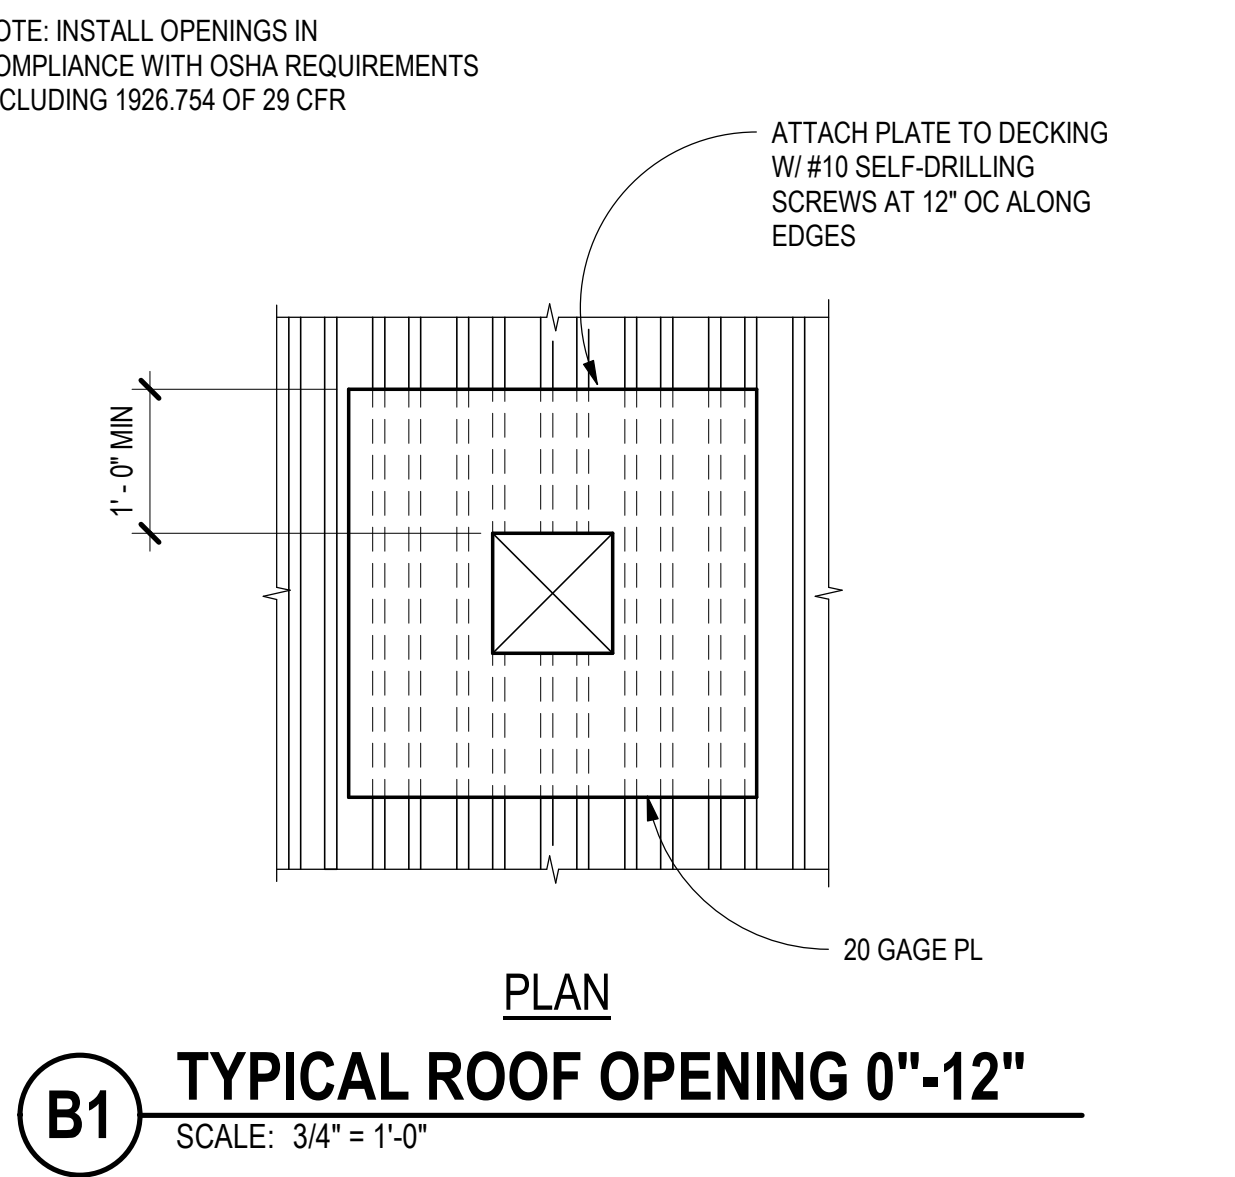 OTE: INSTALL OPENINGS IN
OMPLIANCE WITH OSHA REQUIREMENTS
CLUDING 1926.754 OF 29 CFR
ATTACH PLATE TO DECKING
W/ #10 SELF-DRILLING
SCREWS AT 12" OC ALONG
EDGES
1' - 0" MIN
20 GAGE PL
PLAN
B1
TYPICAL ROOF OPENING 0"-12"
SCALE: 3/4" = 1'-0"